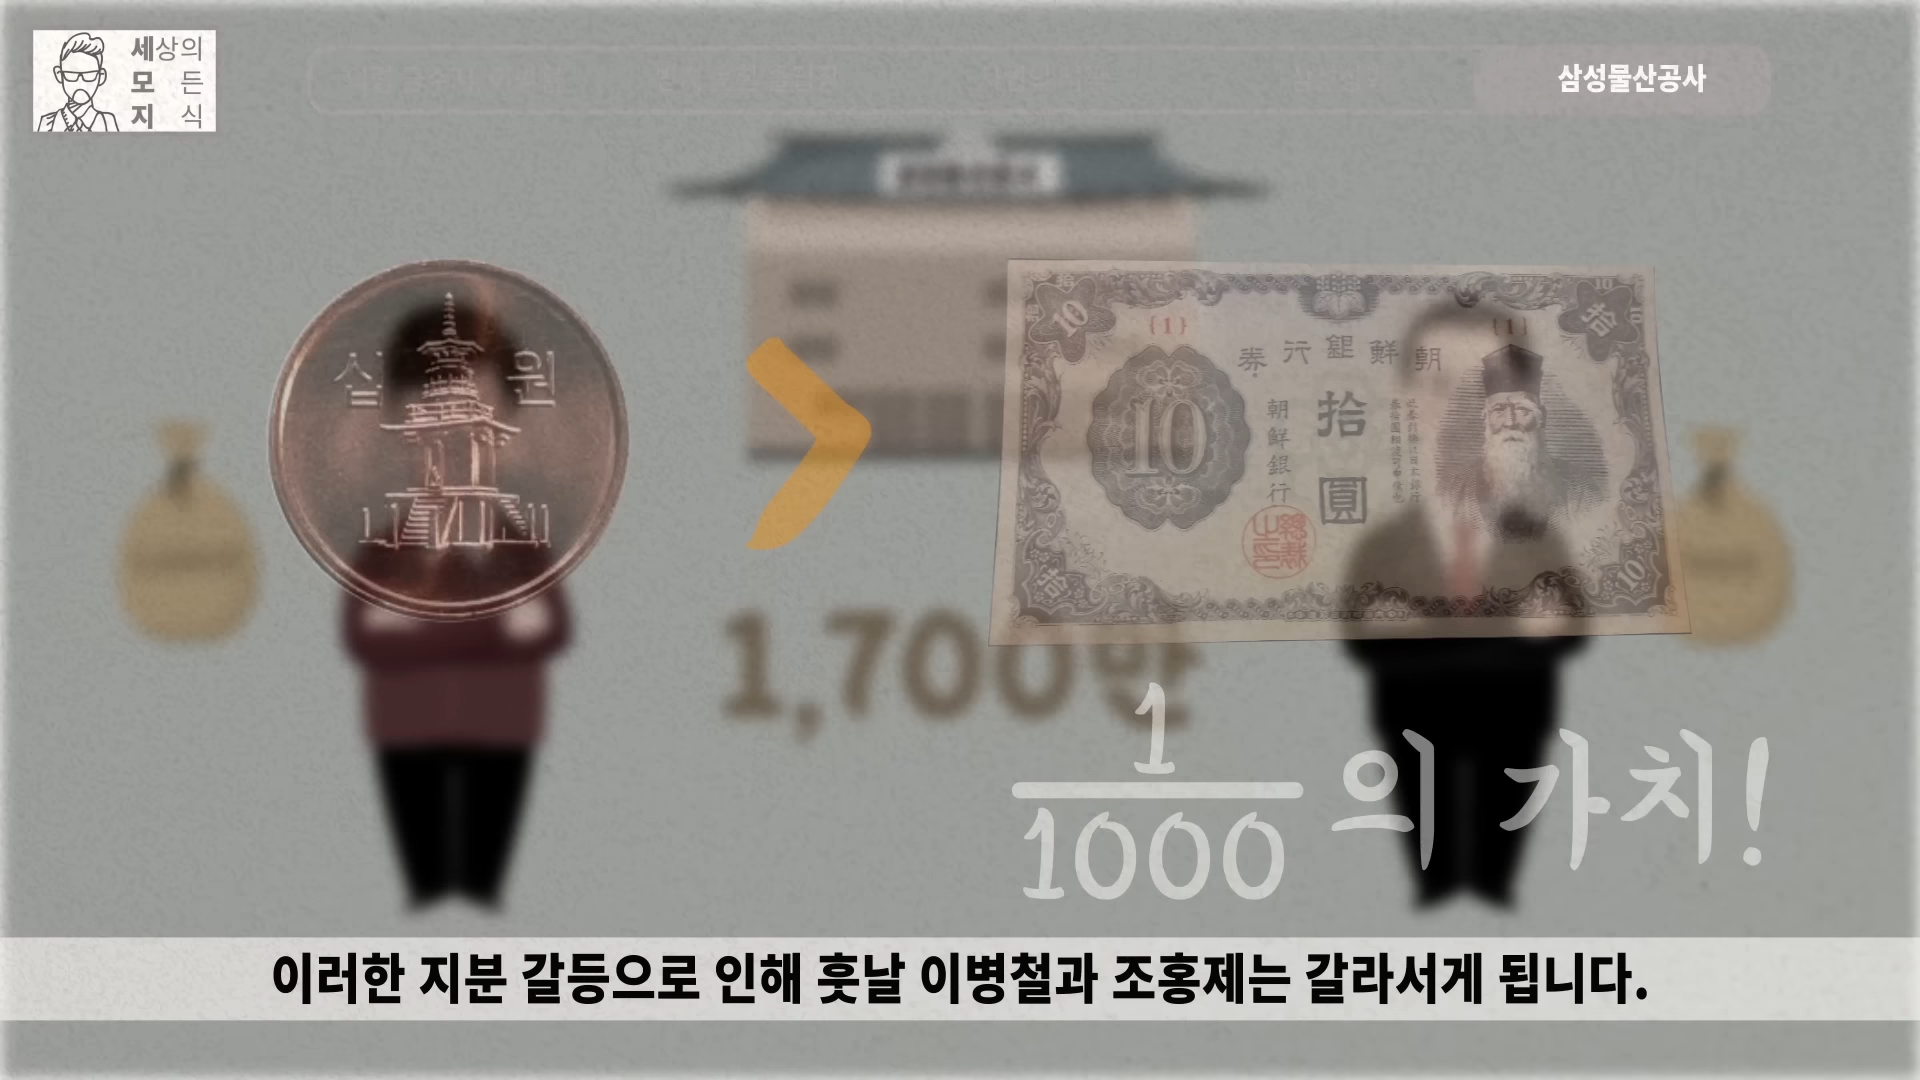 세상의
모든
지식
삼성물산공사
십 원
10
拾
{1}
{1}
券行銀鮮朝
10
朝鮮銀行
拾圓
10
1,700만
1
1000
의 가치!
이러한 지분 갈등으로 인해 훗날 이병철과 조홍제는 갈라서게 됩니다.